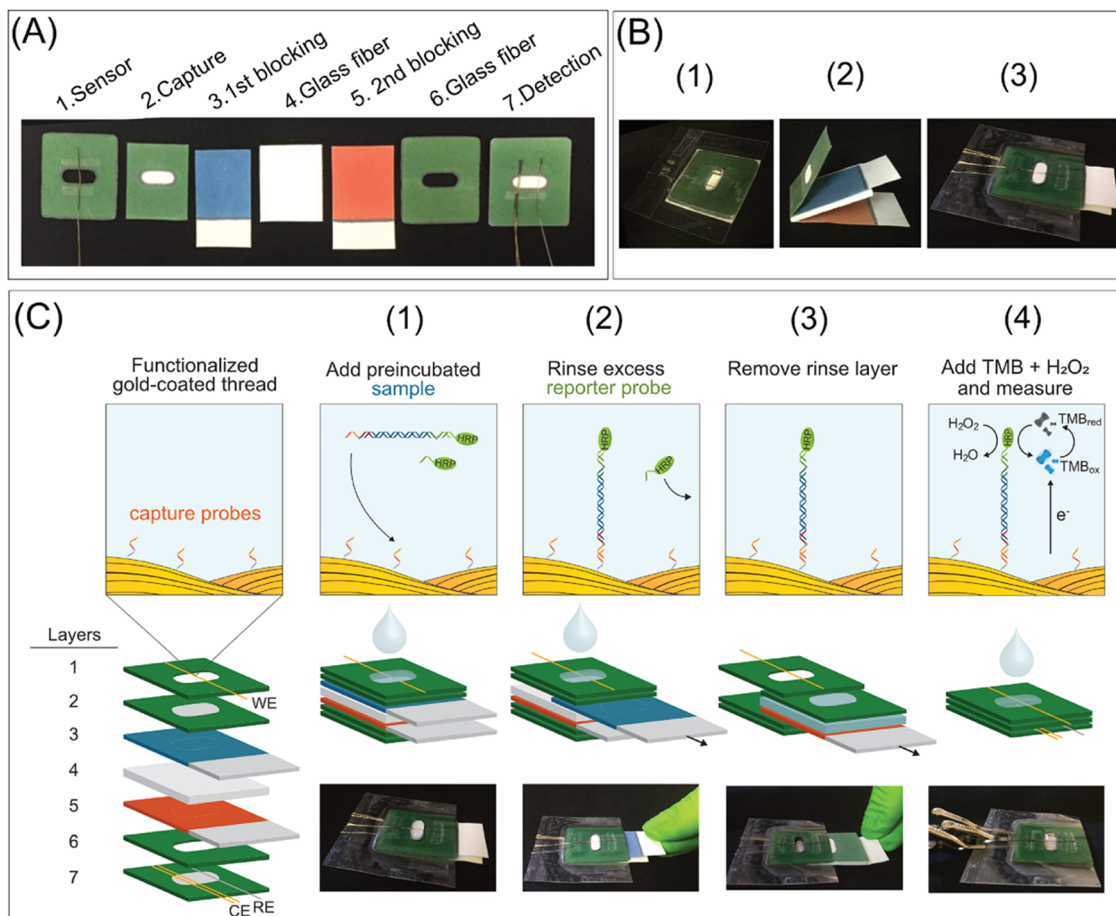 (A)
1.Sensor
2.Capture
3.1st blocking
4.Glass fiber
5. 2nd blocking
6.Glass fiber
7.Detection
(B)
(1)
(2)
(3)
(C)
(1)
(2)
(3)
(4)
Functionalized
gold-coated thread
Add preincubated
sample
Rinse excess
reporter probe
Remove rinse layer
Add TMB + H₂O₂
and measure
capture probes
HRP
HRP
HRP
HRP
HRP
H₂O₂
H₂O
HRP
TMBred
TMBox
e-
Layers
1
2
3
4
5
6
7
WE
CE
RE